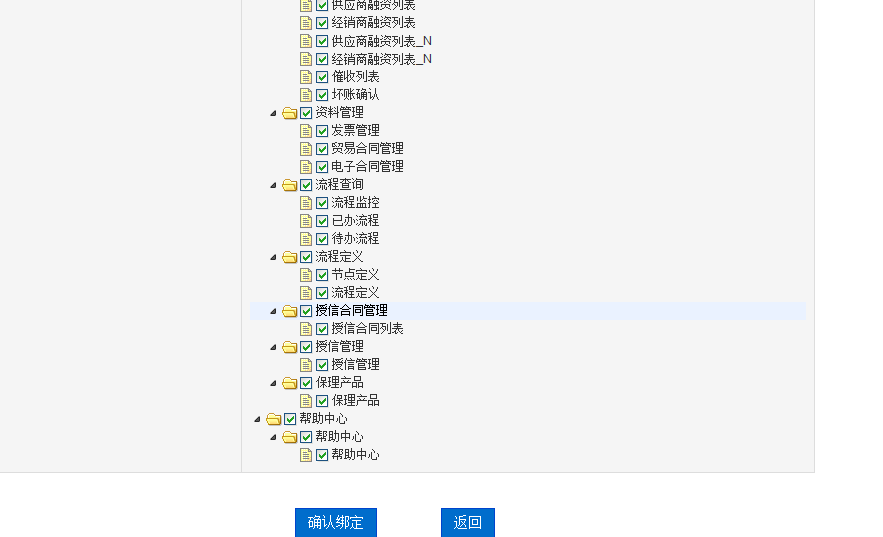 供应商融资列表
经销商融资列表
供应商融资列表_N
经销商融资列表_N
催收列表
坏账确认
资料管理
发票管理
贸易合同管理
电子合同管理
流程查询
流程监控
已办流程
待办流程
流程定义
节点定义
流程定义
授信合同管理
授信合同列表
授信管理
授信管理
保理产品
保理产品
帮助中心
帮助中心
帮助中心
确认绑定 返回